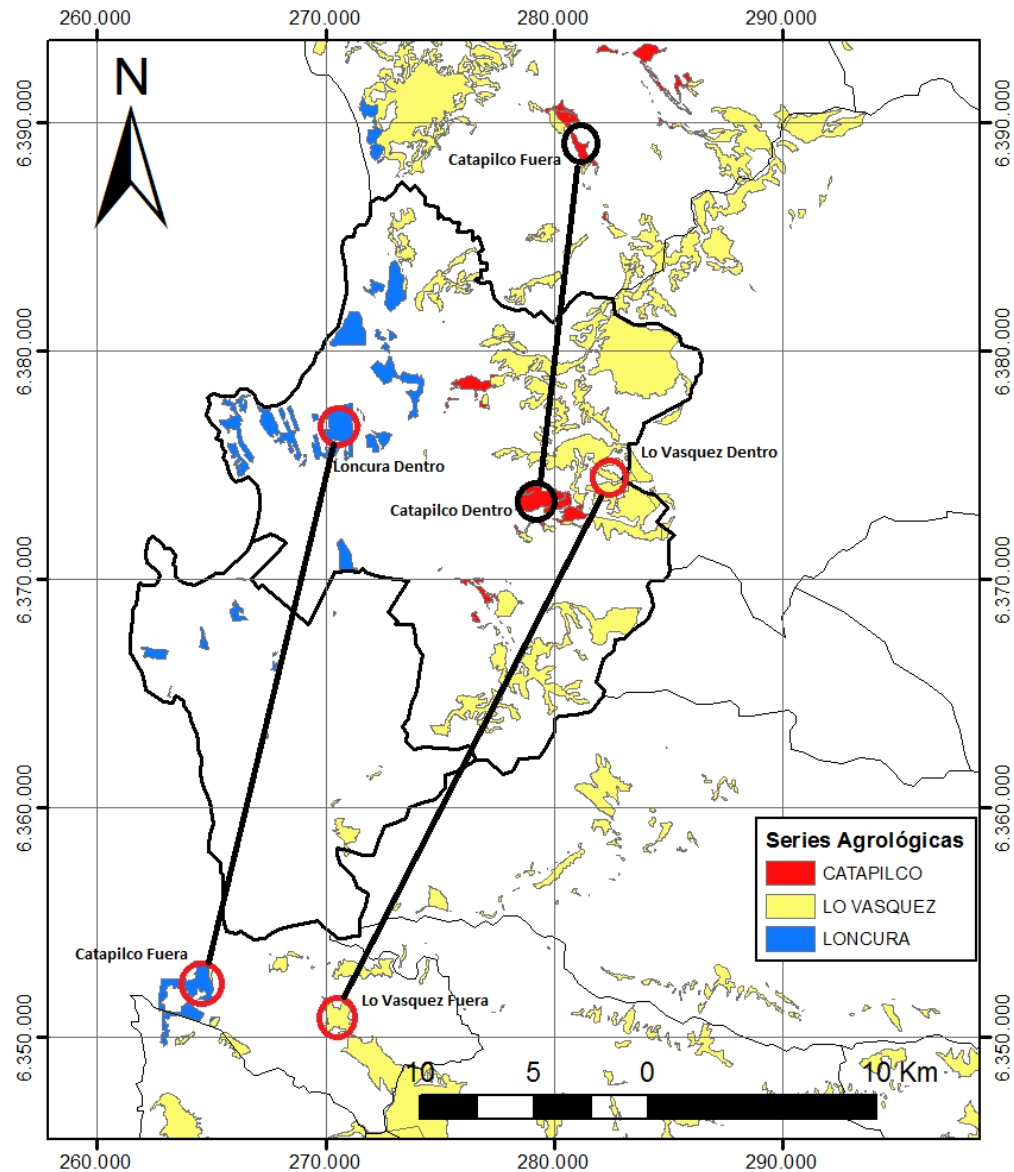 260.000 270.000 280.000 290.000
N
6.390.000 6.390.000
Catapilco Fuera
6.380.000 6.380.000
Lo Vasquez Dentro
Loncura Dentro
Catapilco Dentro
6.370.000 6.370.000
6.360.000 6.360.000
Series Agrológicas
CATAPILCO
LO VASQUEZ
LONCURA
Catapilco Fuera
Lo Vasquez Fuera
6.350.000 6.350.000
10 5 0 10 Km
260.000 270.000 280.000 290.000